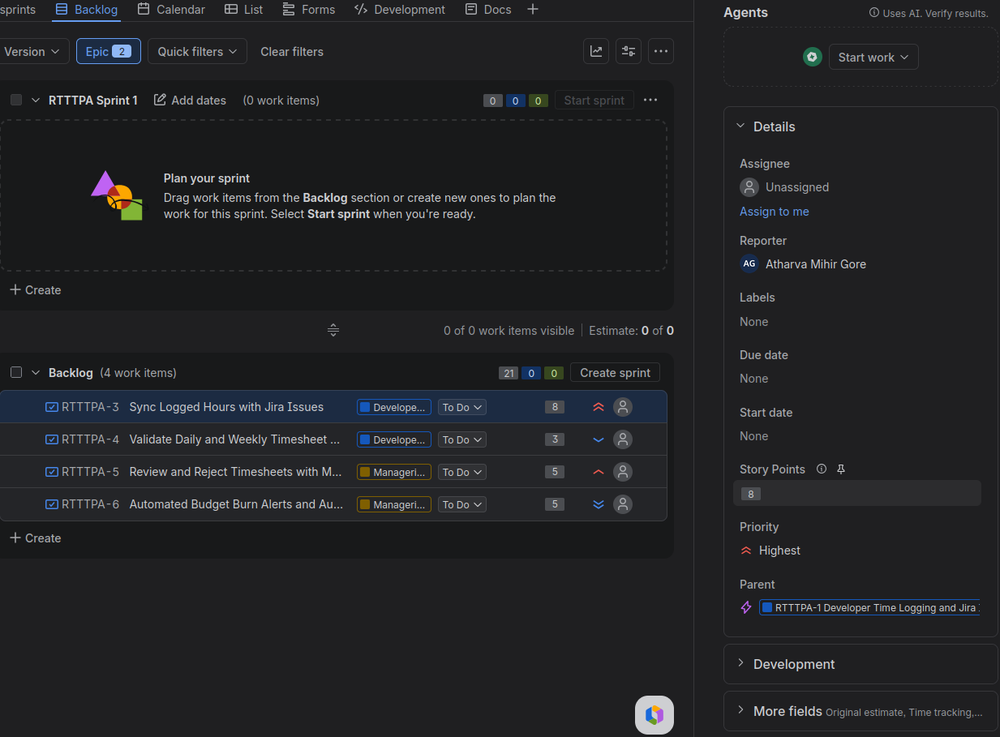 sprints Backlog Calendar List Forms Development Docs
Version Epic 2 Quick filters Clear filters
RTTTPA Sprint 1 Add dates (0 work items) 0 0 0 Start sprint
Plan your sprint
Drag work items from the Backlog section or create new ones to plan the
work for this sprint. Select Start sprint when you're ready.
Create
0 of 0 work items visible Estimate: 0 of 0
Backlog (4 work items) 21 0 0 Create sprint
RTTTPA-3 Sync Logged Hours with Jira Issues Develope... To Do 8
RTTTPA-4 Validate Daily and Weekly Timesheet ... Develope... To Do 3
RTTTPA-5 Review and Reject Timesheets with M... Manageri... To Do 5
RTTTPA-6 Automated Budget Burn Alerts and Au... Manageri... To Do 5
Create
Agents Uses AI. Verify results.
Start work
Details
Assignee
Unassigned
Assign to me
Reporter
AG Atharva Mihir Gore
Labels
None
Due date
None
Start date
None
Story Points
8
Priority
Highest
Parent
RTTTPA-1 Developer Time Logging and Jira
Development
More fields Original estimate, Time tracking,...